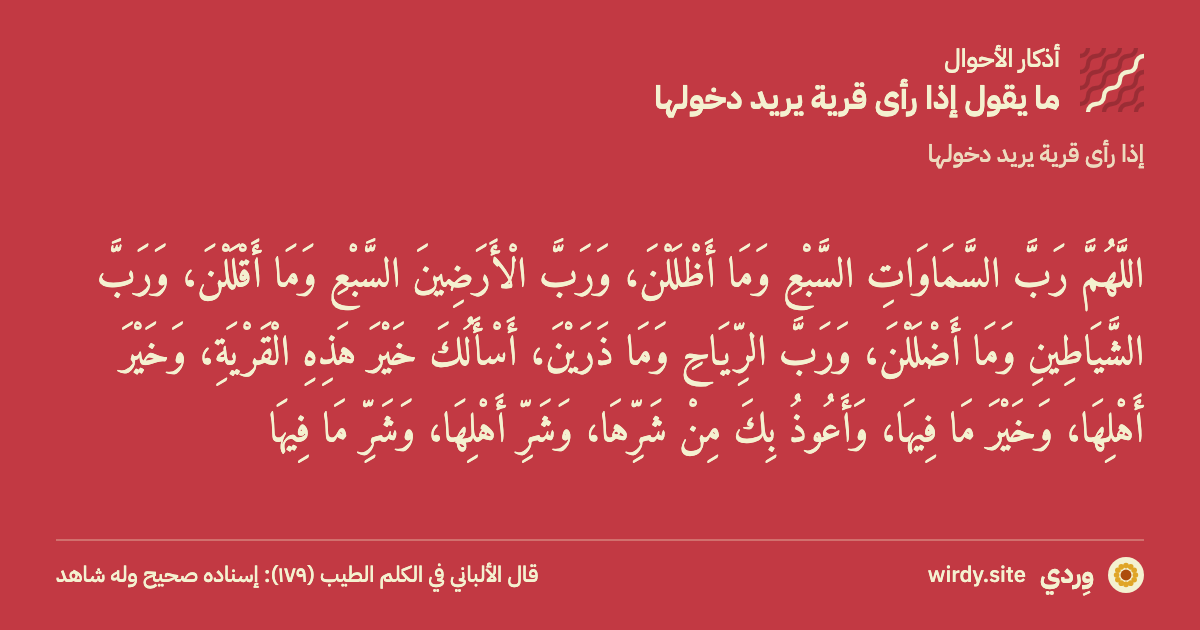 أذكار الأحوال
ما يقول إذا رأى قرية يريد دخولها
إذا رأى قرية يريد دخولها
اللَّهُمَّ رَبَّ السَّمَاوَاتِ السَّبْعِ وَمَا أَظْلَلْنَ، وَرَبَّ الْأَرَضِينَ السَّبْعِ وَمَا أَقْلَلْنَ، وَرَبَّ
الشَّيَاطِينِ وَمَا أَضْلَلْنَ، وَرَبَّ الرِّيَاحِ وَمَا ذَرَيْنَ، أَسْأَلُكَ خَيْرَ هَذِهِ الْقَرْيَةِ، وَخَيْرَ
أَهْلِهَا، وَخَيْرَ مَا فِيهَا، وَأَعُوذُ بِكَ مِنْ شَرِّهَا، وَشَرِّ أَهْلِهَا، وَشَرِّ مَا فِيهَا
وِردي wirdy.site
قال الألباني في الكلم الطيب (١٧٩): إسناده صحيح وله شاهد